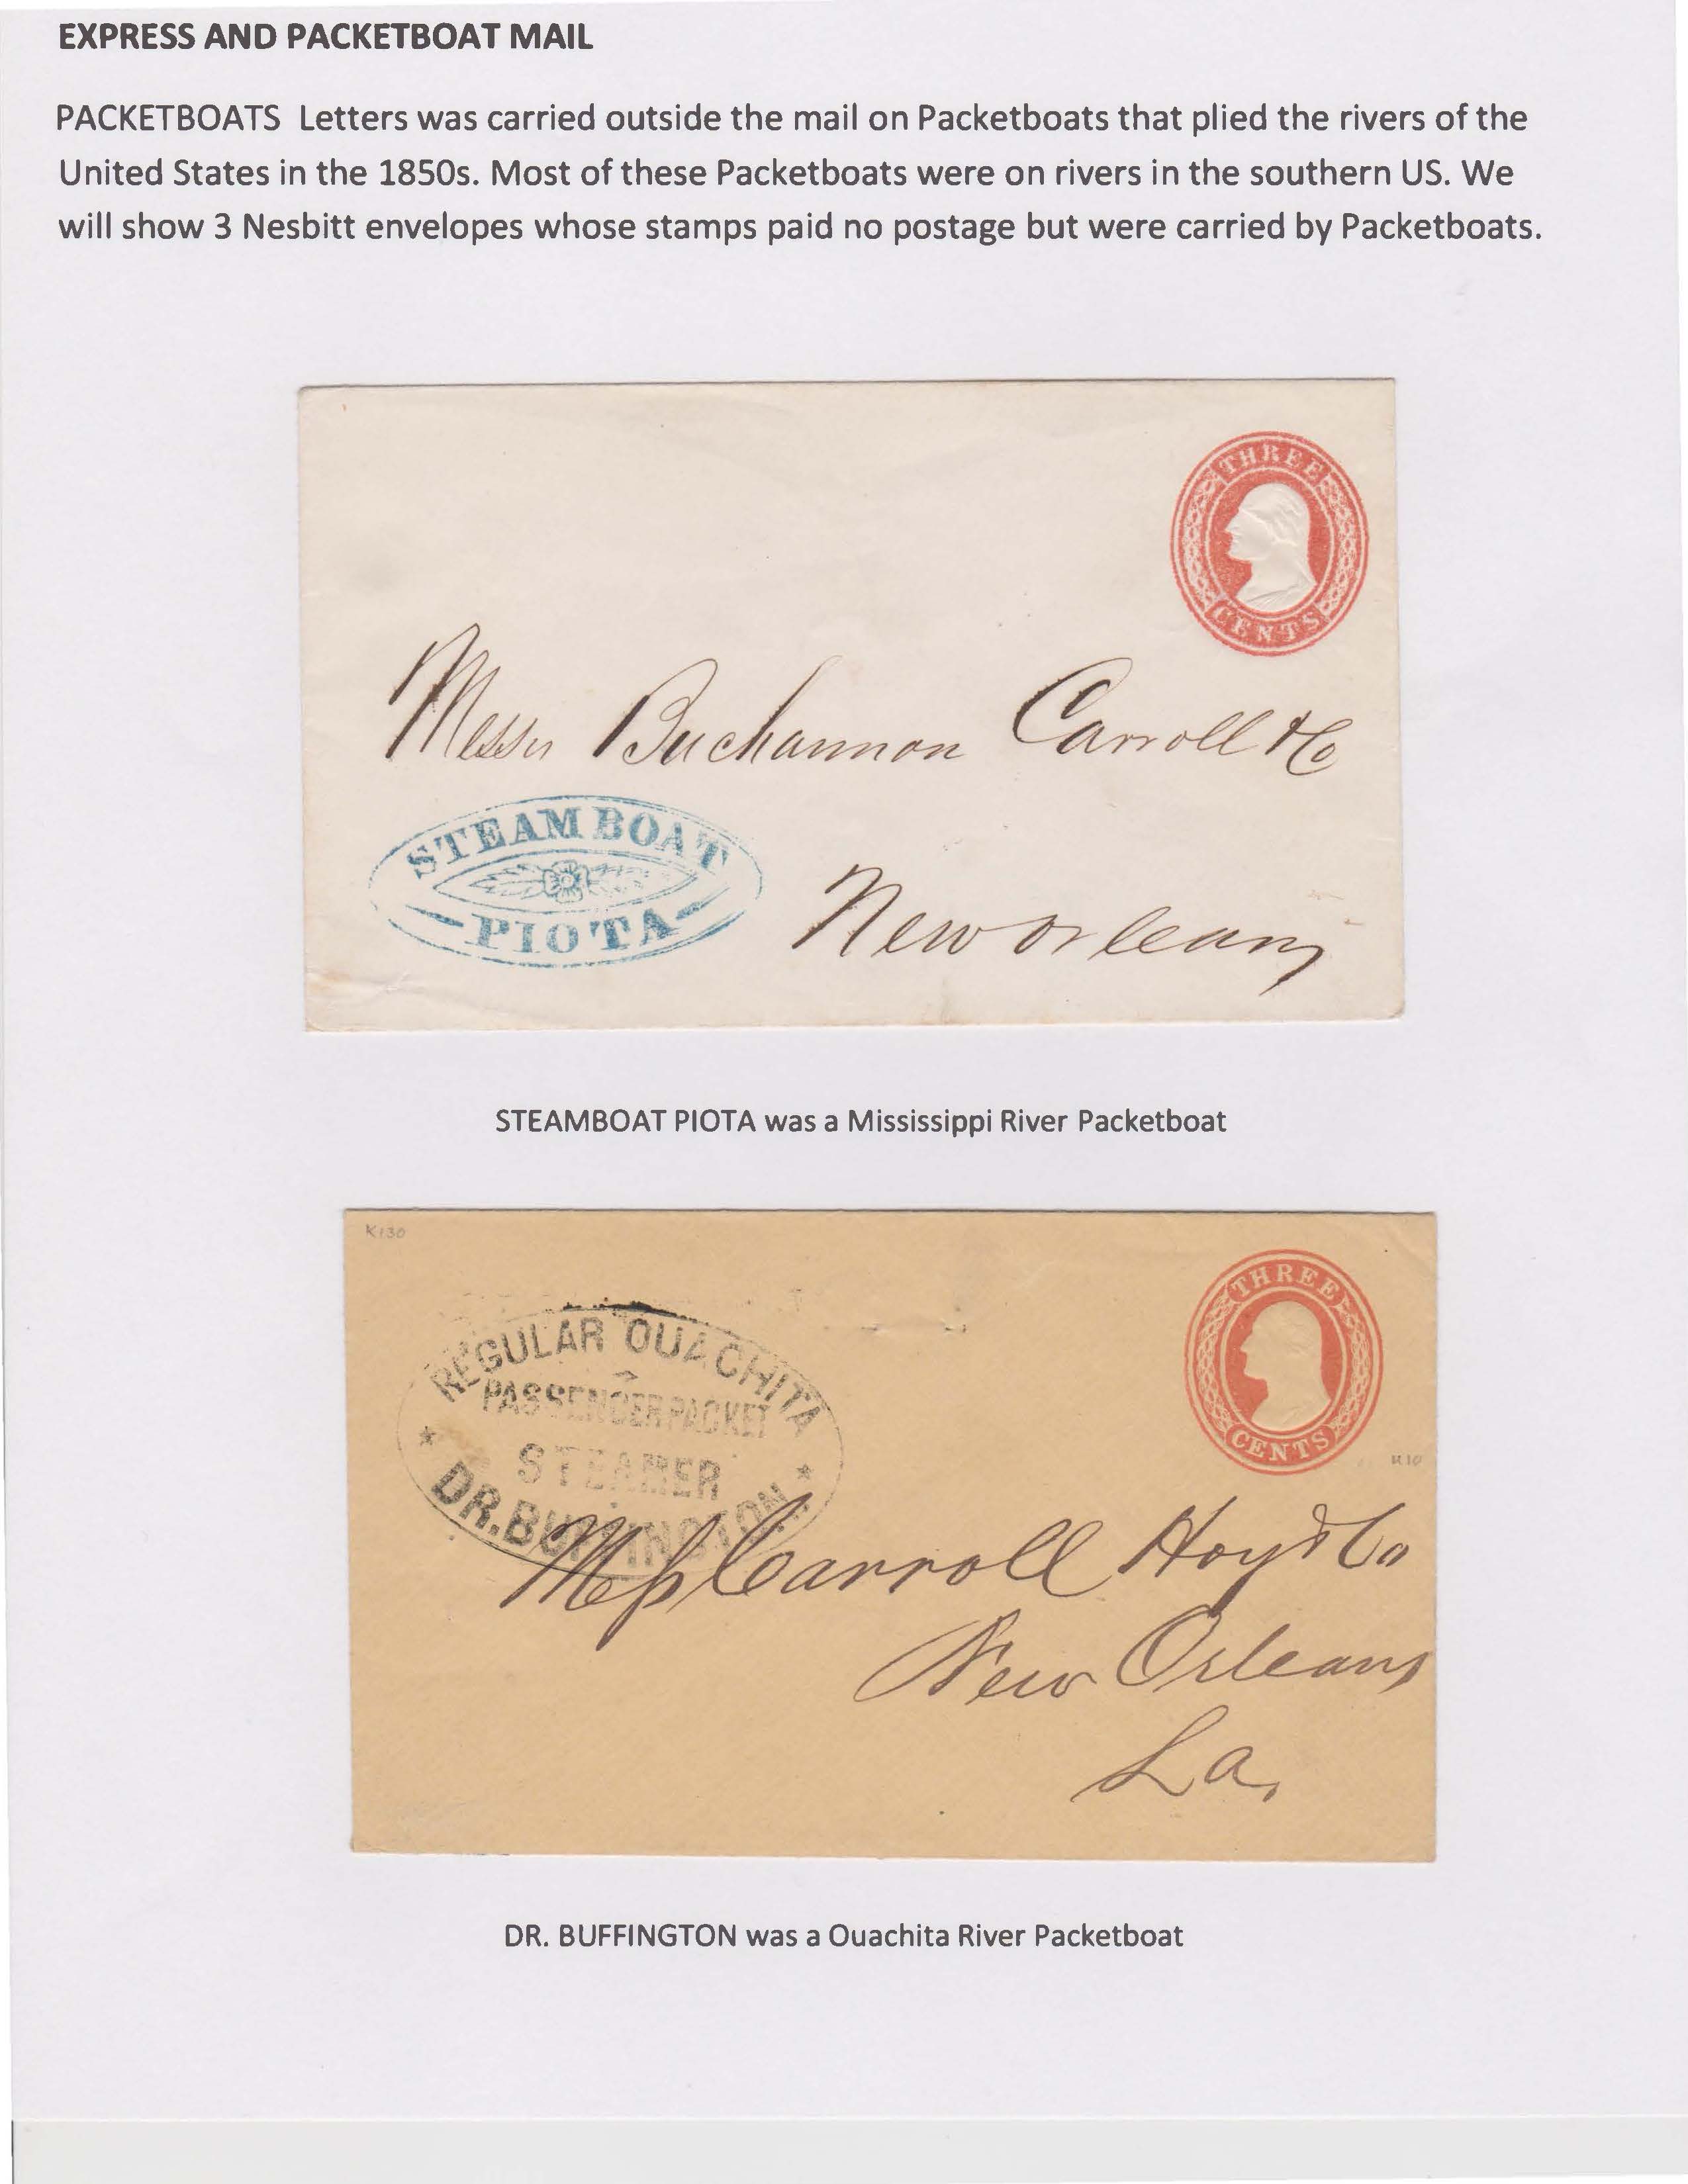 EXPRESS AND PACKETBOAT MAIL
PACKETBOATS Letters was carried outside the mail on Packetboats that plied the rivers of the
United States in the 1850s. Most of these Packetboats were on rivers in the southern US. We
will show 3 Nesbitt envelopes whose stamps paid no postage but were carried by Packetboats.
THREE
CENTS
Messrs Buchannon Carroll & Co
STEAMBOAT
PIOTA
New orleans
STEAMBOAT PIOTA was a Mississippi River Packetboat
K130
THREE
CENTS
U10
REGULAR OUACHITA
PASSENGER PACKET
STEAMER
DR. BUFFINGTON
Mess Carroll Hoy & Co
New Orleans
La.
DR. BUFFINGTON was a Ouachita River Packetboat